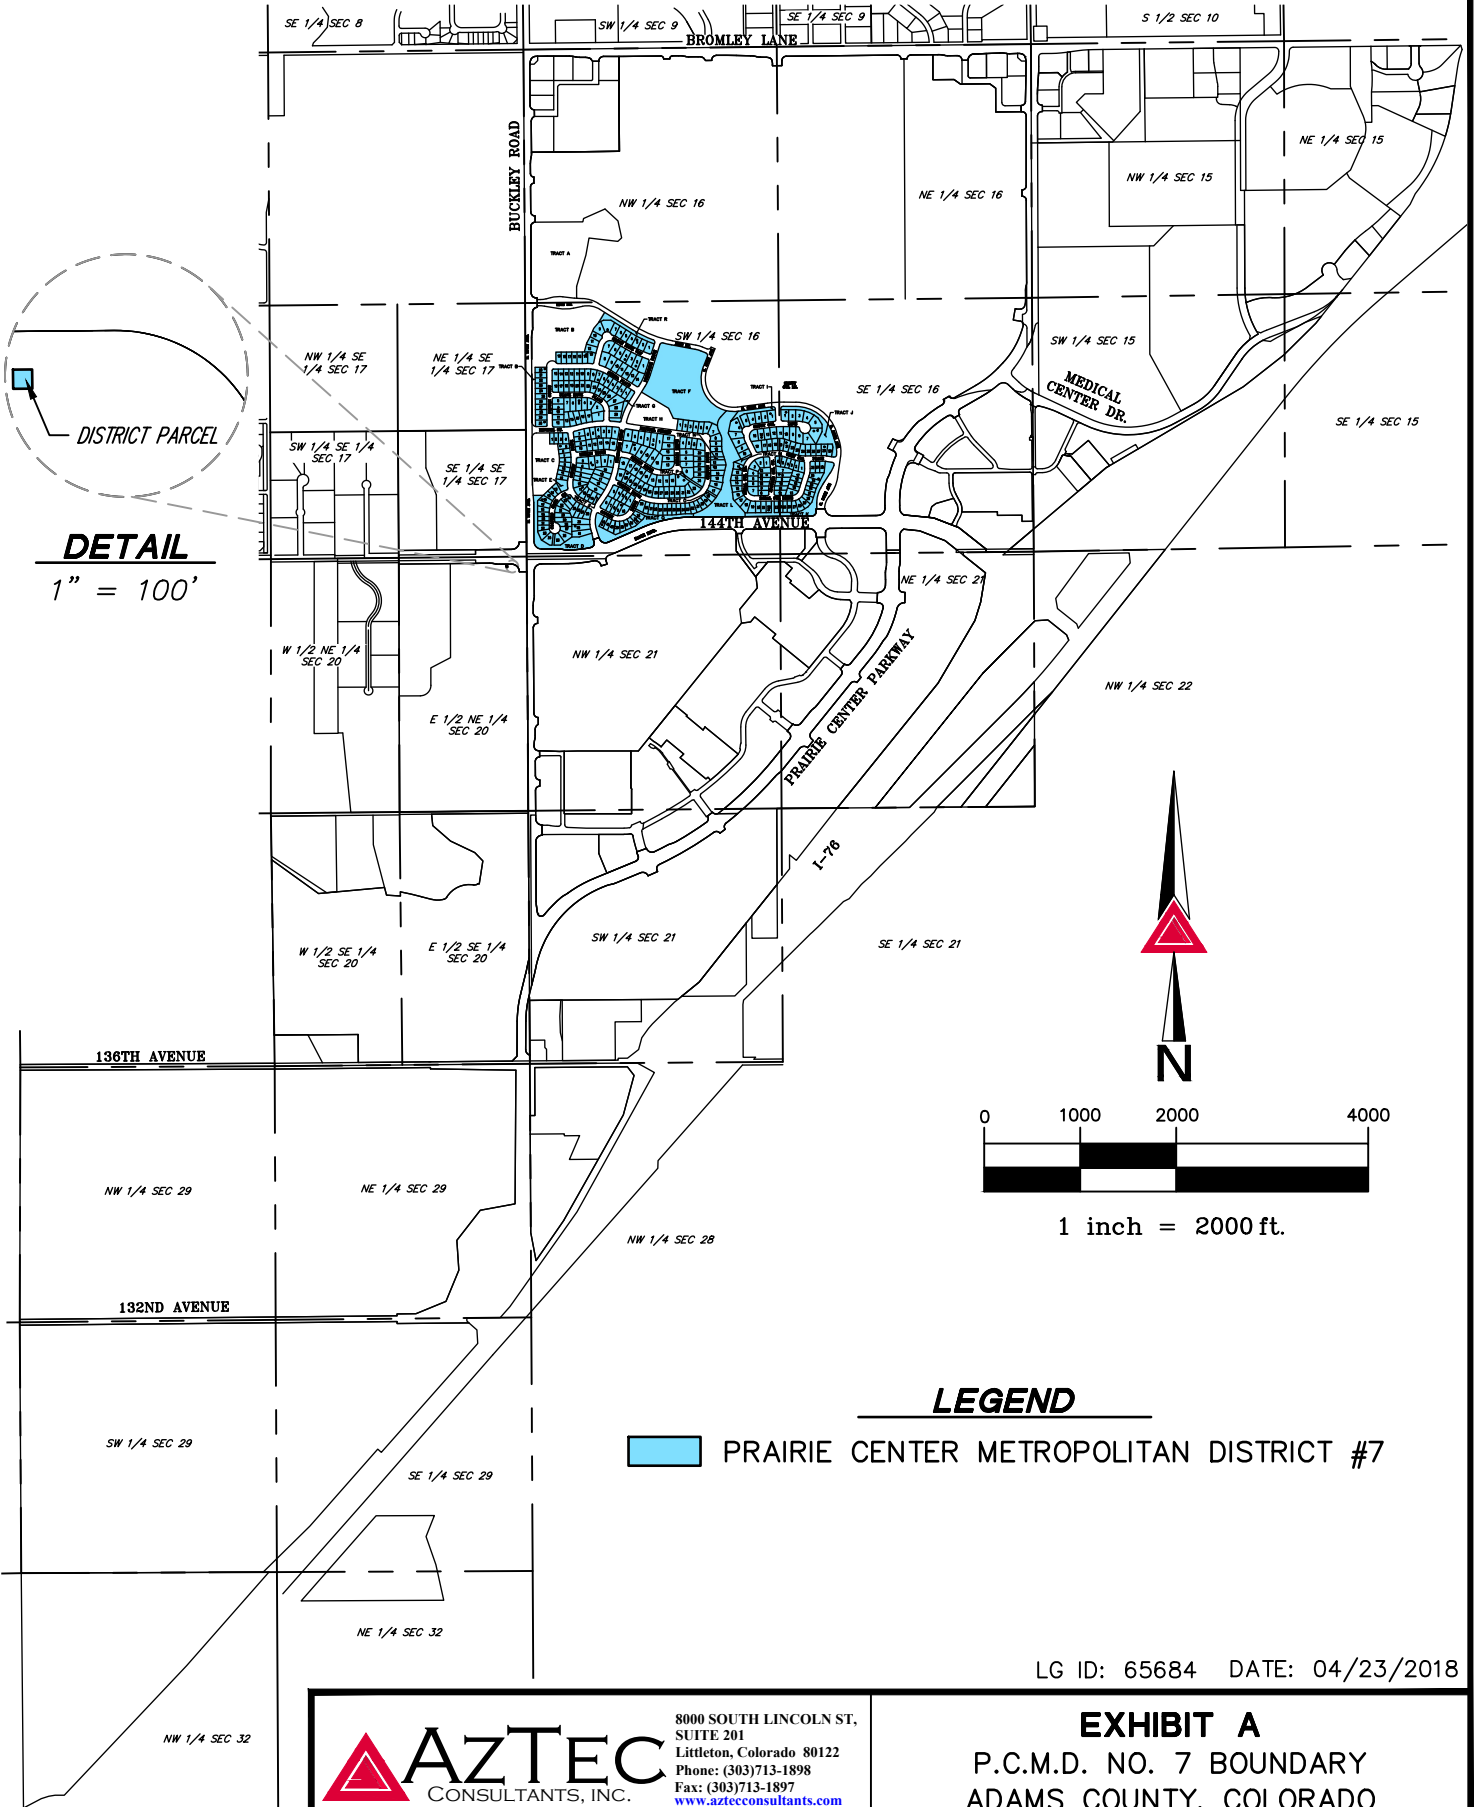 SE 1/4 SEC 8
SW 1/4 SEC 9
SE 1/4 SEC 9
S 1/2 SEC 10
BROMLEY LANE
BUCKLEY ROAD
NE 1/4 SEC 15
NW 1/4 SEC 15
NW 1/4 SEC 16
NE 1/4 SEC 16
TRACT A
TRACT R
TRACT B
SW 1/4 SEC 16
SW 1/4 SEC 15
NW 1/4 SE
1/4 SEC 17
NE 1/4 SE
1/4 SEC 17
TRACT F
TRACT I
SE 1/4 SEC 16
MEDICAL
CENTER DR.
TRACT G
TRACT H
TRACT J
SE 1/4 SEC 15
DISTRICT PARCEL
SW 1/4 SE 1/4
SEC 17
SE 1/4 SE
1/4 SEC 17
TRACT C
TRACT E
TRACT L
144TH AVENUE
TRACT D
DETAIL
1" = 100'
NE 1/4 SEC 21
W 1/2 NE 1/4
SEC 20
NW 1/4 SEC 21
PRAIRIE CENTER PARKWAY
NW 1/4 SEC 22
E 1/2 NE 1/4
SEC 20
I-76
W 1/2 SE 1/4
SEC 20
E 1/2 SE 1/4
SEC 20
SW 1/4 SEC 21
SE 1/4 SEC 21
136TH AVENUE
N
0 1000 2000 4000
1 inch = 2000 ft.
NW 1/4 SEC 29
NE 1/4 SEC 29
NW 1/4 SEC 28
132ND AVENUE
LEGEND
PRAIRIE CENTER METROPOLITAN DISTRICT #7
SW 1/4 SEC 29
SE 1/4 SEC 29
NE 1/4 SEC 32
NW 1/4 SEC 32
LG ID: 65684 DATE: 04/23/2018
AZTEC
CONSULTANTS, INC.
8000 SOUTH LINCOLN ST,
SUITE 201
Littleton, Colorado 80122
Phone: (303)713-1898
Fax: (303)713-1897
www.aztecconsultants.com
EXHIBIT A
P.C.M.D. NO. 7 BOUNDARY
ADAMS COUNTY, COLORADO